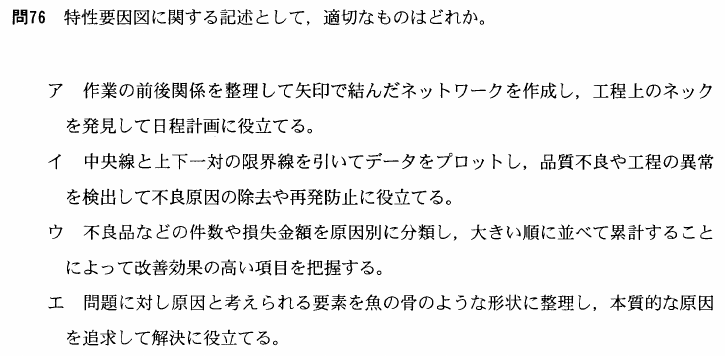 問76 特性要因図に関する記述として，適切なものはどれか。
ア 作業の前後関係を整理して矢印で結んだネットワークを作成し，工程上のネック
を発見して日程計画に役立てる。
イ 中央線と上下一対の限界線を引いてデータをプロットし，品質不良や工程の異常
を検出して不良原因の除去や再発防止に役立てる。
ウ 不良品などの件数や損失金額を原因別に分類し，大きい順に並べて累計すること
によって改善効果の高い項目を把握する。
エ 問題に対し原因と考えられる要素を魚の骨のような形状に整理し，本質的な原因
を追求して解決に役立てる。